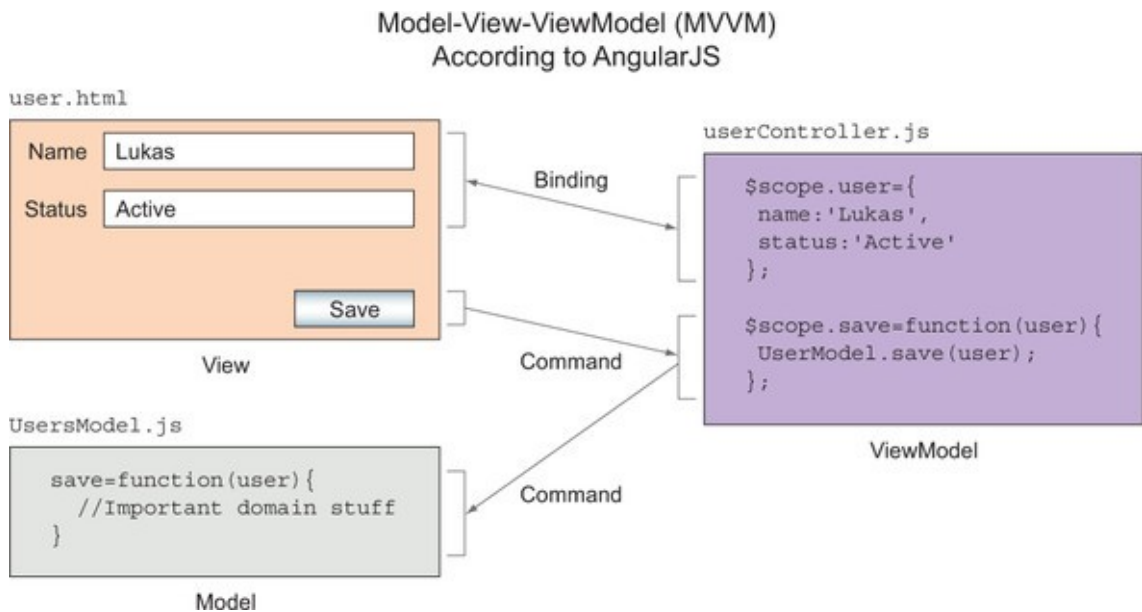 Model-View-ViewModel (MVVM)
According to AngularJS
user.html
Name Lukas
Status Active
Save
View
Binding
Command
userController.js
$scope.user={
name:'Lukas',
status:'Active'
};
$scope.save=function(user){
UserModel.save(user);
};
ViewModel
UsersModel.js
save=function(user){
//Important domain stuff
}
Command
Model